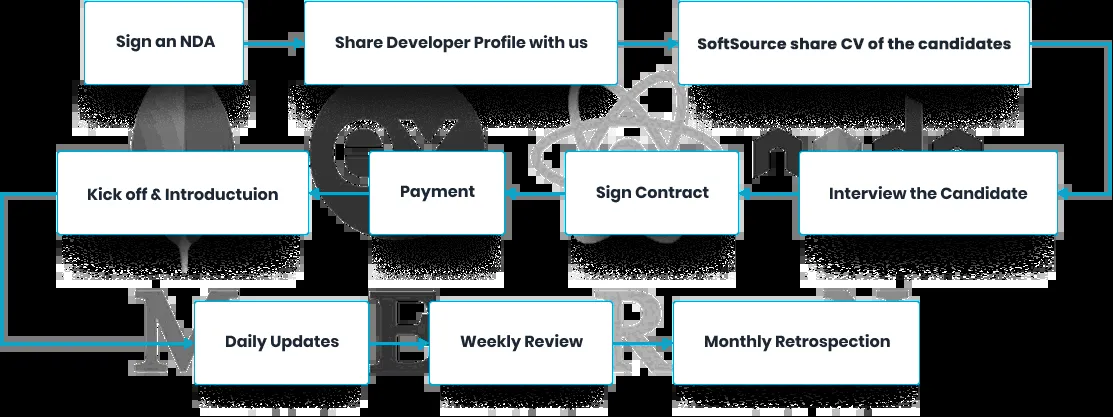 Sign an NDA
Share Developer Profile with us
SoftSource share CV of the candidates
Interview the Candidate
Sign Contract
Payment
Kick off & Introductuion
Daily Updates
Weekly Review
Monthly Retrospection
ex
M E R N